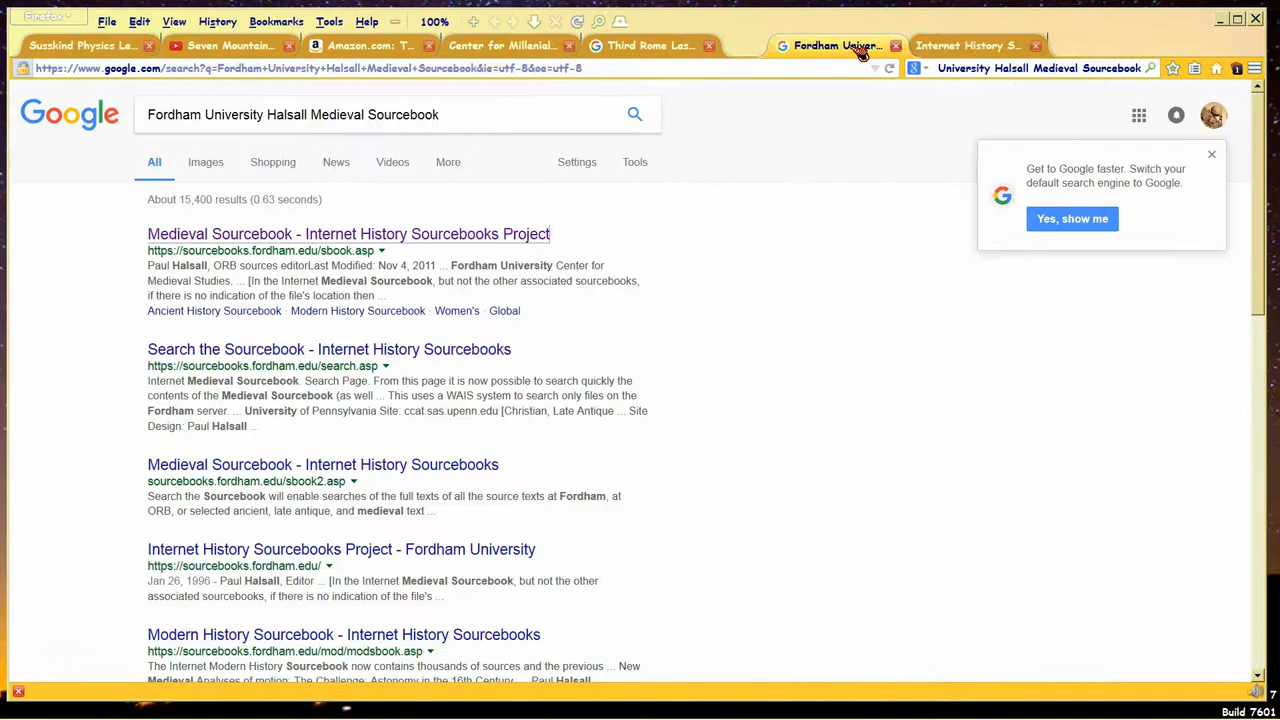 Firefox
File Edit View History Bookmarks Tools Help 100%
Susskind Physics Le... Seven Mountain... Amazon.com: T... Center for Millenial... Third Rome Las... Fordham Univer... Internet History S...
https://www.google.com/search?q=Fordham+University+Halsall+Medieval+Sourcebook&ie=utf-8&oe=utf-8 University Halsall Medieval Sourcebook
Google Fordham University Halsall Medieval Sourcebook
All Images Shopping News Videos More Settings Tools
Get to Google faster. Switch your
default search engine to Google.
Yes, show me
About 15,400 results (0.63 seconds)
Medieval Sourcebook - Internet History Sourcebooks Project
https://sourcebooks.fordham.edu/sbook.asp
Paul Halsall, ORB sources editorLast Modified: Nov 4, 2011 ... Fordham University Center for
Medieval Studies. ... [In the Internet Medieval Sourcebook, but not the other associated sourcebooks,
if there is no indication of the file's location then ...
Ancient History Sourcebook · Modern History Sourcebook · Women's · Global
Search the Sourcebook - Internet History Sourcebooks
https://sourcebooks.fordham.edu/search.asp
Internet Medieval Sourcebook. Search Page. From this page it is now possible to search quickly the
contents of the Medieval Sourcebook (as well ... This uses a WAIS system to search only files on the
Fordham server. ... University of Pennsylvania Site: ccat.sas.upenn.edu [Christian, Late Antique ... Site
Design: Paul Halsall ...
Medieval Sourcebook - Internet History Sourcebooks
sourcebooks.fordham.edu/sbook2.asp
Search the Sourcebook will enable searches of the full texts of all the source texts at Fordham, at
ORB, or selected ancient, late antique, and medieval text ...
Internet History Sourcebooks Project - Fordham University
https://sourcebooks.fordham.edu/
Jan 26, 1996 - Paul Halsall, Editor ... [In the Internet Medieval Sourcebook, but not the other
associated sourcebooks, if there is no indication of the file's ...
Modern History Sourcebook - Internet History Sourcebooks
https://sourcebooks.fordham.edu/mod/modsbook.asp
The Internet Modern History Sourcebook now contains thousands of sources and the previous ... New
Medieval Analyses of motion: The Challenge: Astonomy in the 16th Century ... Paul Halsall.
7
Build 7601